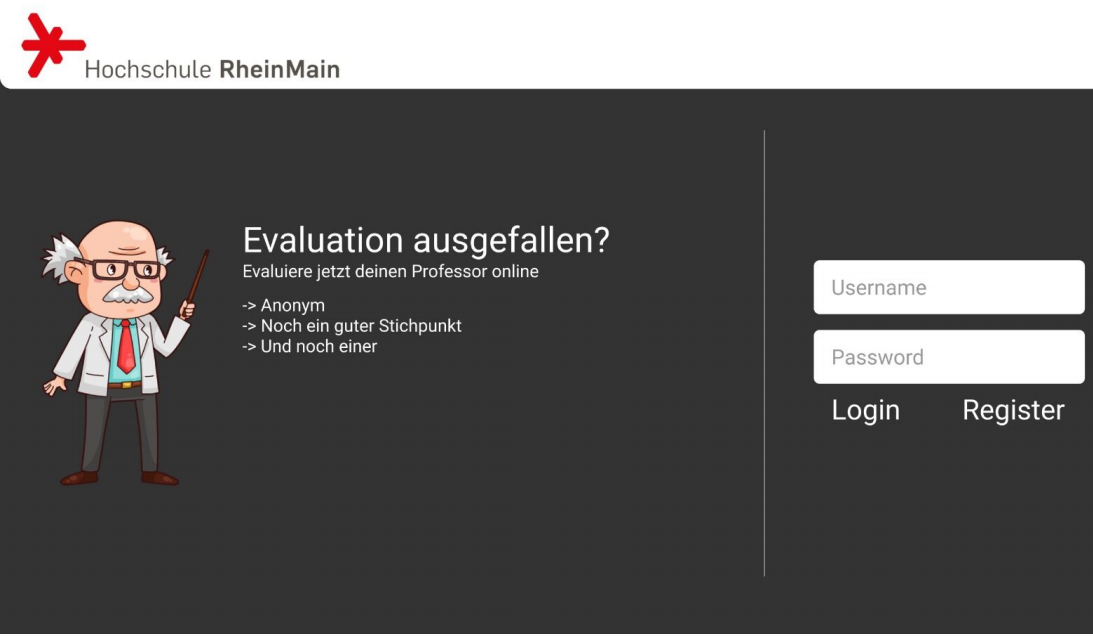 Hochschule RheinMain
Evaluation ausgefallen?
Evaluiere jetzt deinen Professor online
-> Anonym
-> Noch ein guter Stichpunkt
-> Und noch einer
Username
Password
Login Register